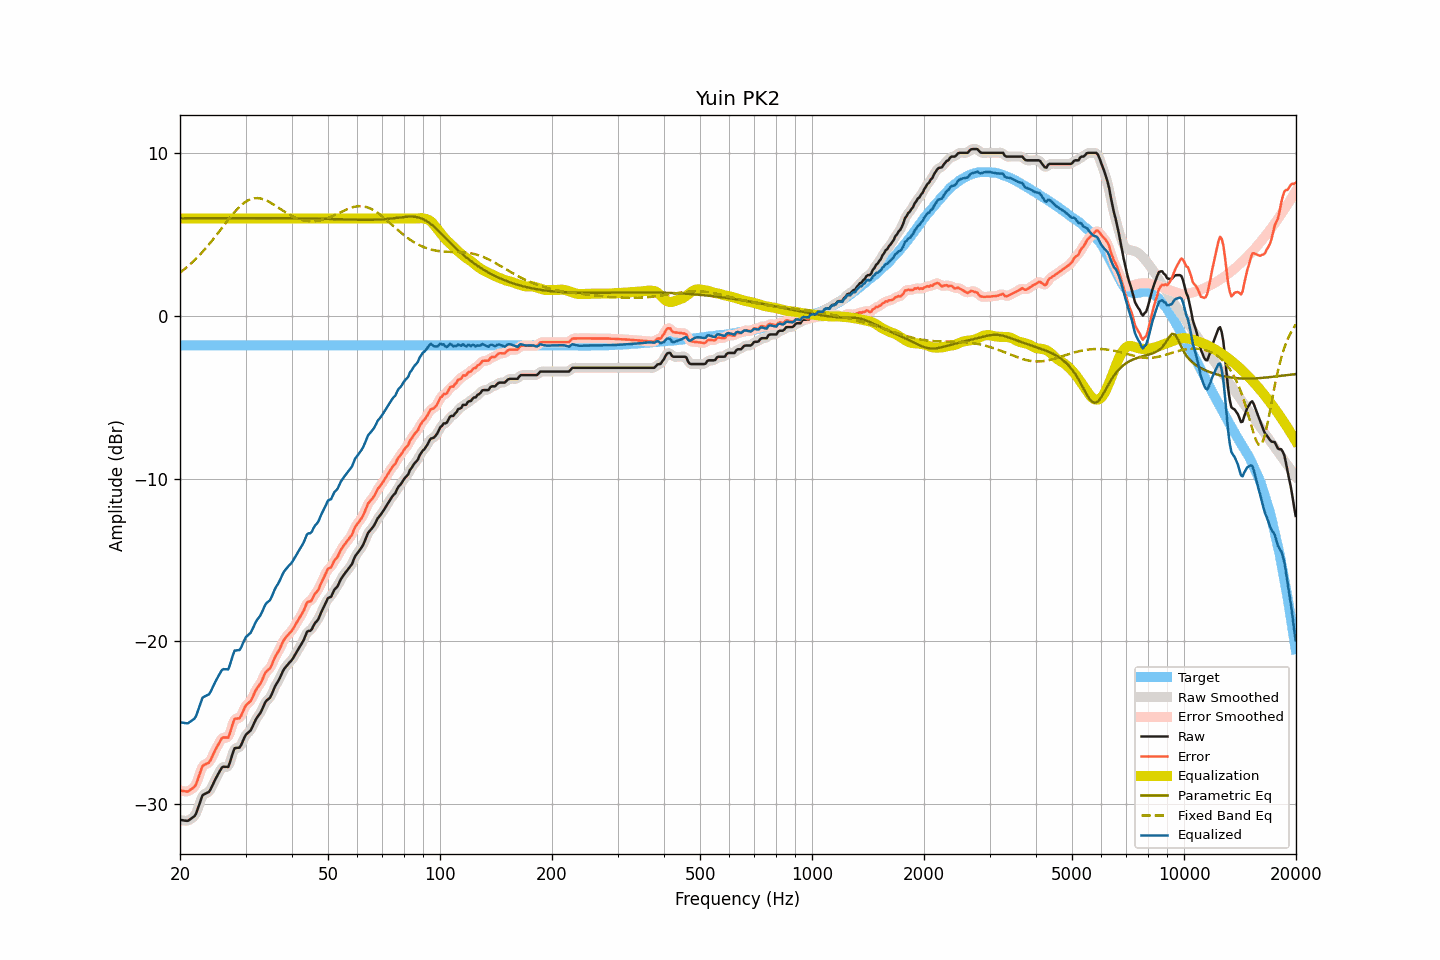 Yuin PK2
Amplitude (dBr)
10
0
−10
−20
−30
20
50
100
200
500
1000
2000
5000
10000
20000
Frequency (Hz)
Target
Raw Smoothed
Error Smoothed
Raw
Error
Equalization
Parametric Eq
Fixed Band Eq
Equalized